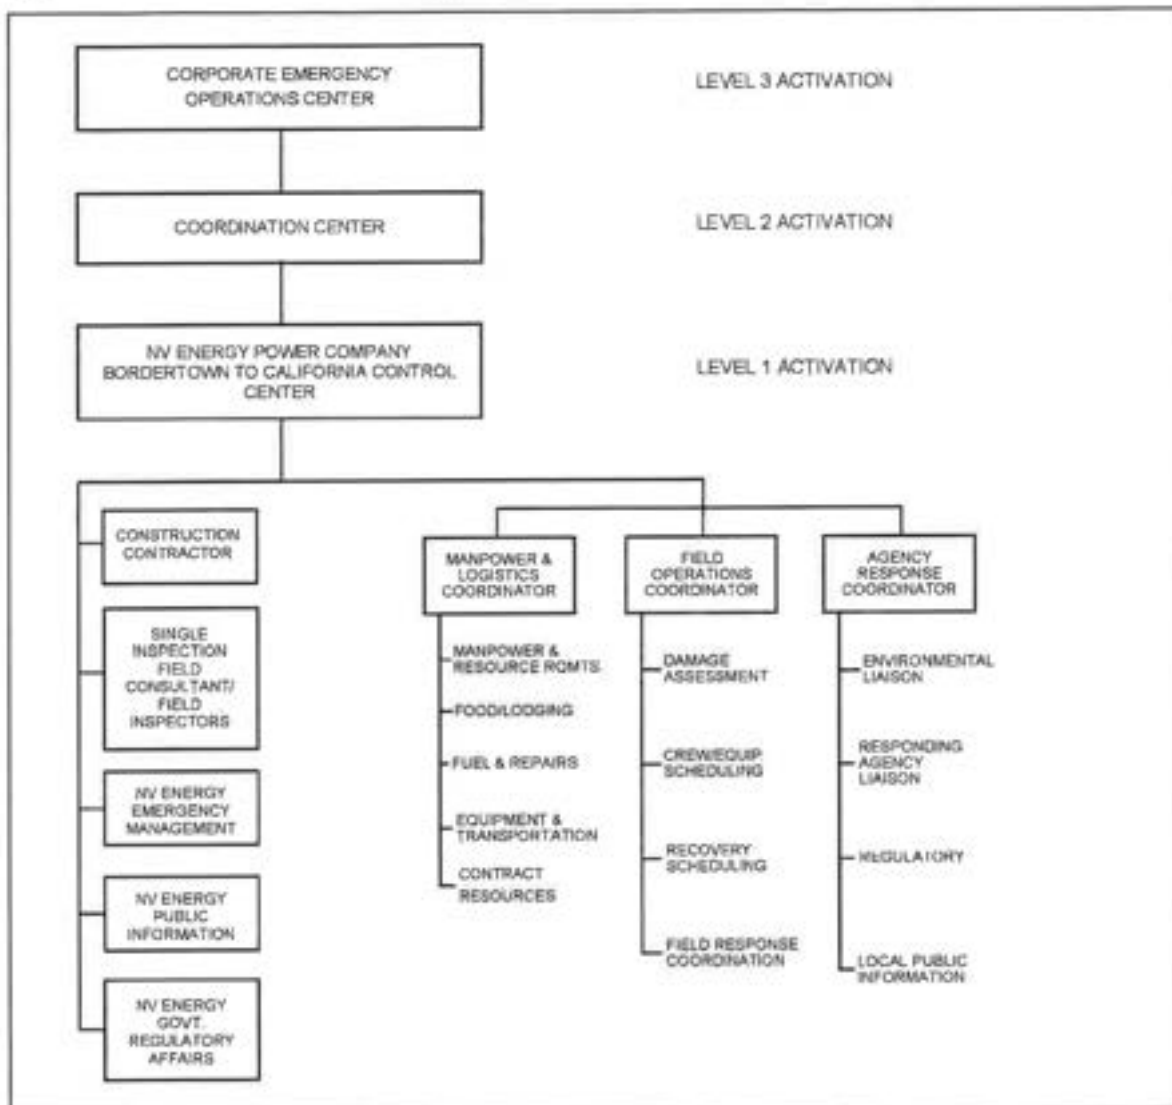 CORPORATE EMERGENCY
OPERATIONS CENTER
LEVEL 3 ACTIVATION
COORDINATION CENTER
LEVEL 2 ACTIVATION
NV ENERGY POWER COMPANY
BORDERTOWN TO CALIFORNIA CONTROL
CENTER
LEVEL 1 ACTIVATION
CONSTRUCTION
CONTRACTOR
SINGLE
INSPECTION
FIELD
CONSULTANT/
FIELD
INSPECTORS
NV ENERGY
EMERGENCY
MANAGEMENT
NV ENERGY
PUBLIC
INFORMATION
NV ENERGY
GOVT.
REGULATORY
AFFAIRS
MANPOWER &
LOGISTICS
COORDINATOR
MANPOWER &
RESOURCE RQMTS.
FOOD/LODGING
FUEL & REPAIRS
EQUIPMENT &
TRANSPORTATION
CONTRACT
RESOURCES
FIELD
OPERATIONS
COORDINATOR
DAMAGE
ASSESSMENT
CREW/EQUIP
SCHEDULING
RECOVERY
SCHEDULING
FIELD RESPONSE
COORDINATION
AGENCY
RESPONSE
COORDINATOR
ENVIRONMENTAL
LIAISON
RESPONDING
AGENCY
LIAISON
REGULATORY
LOCAL PUBLIC
INFORMATION